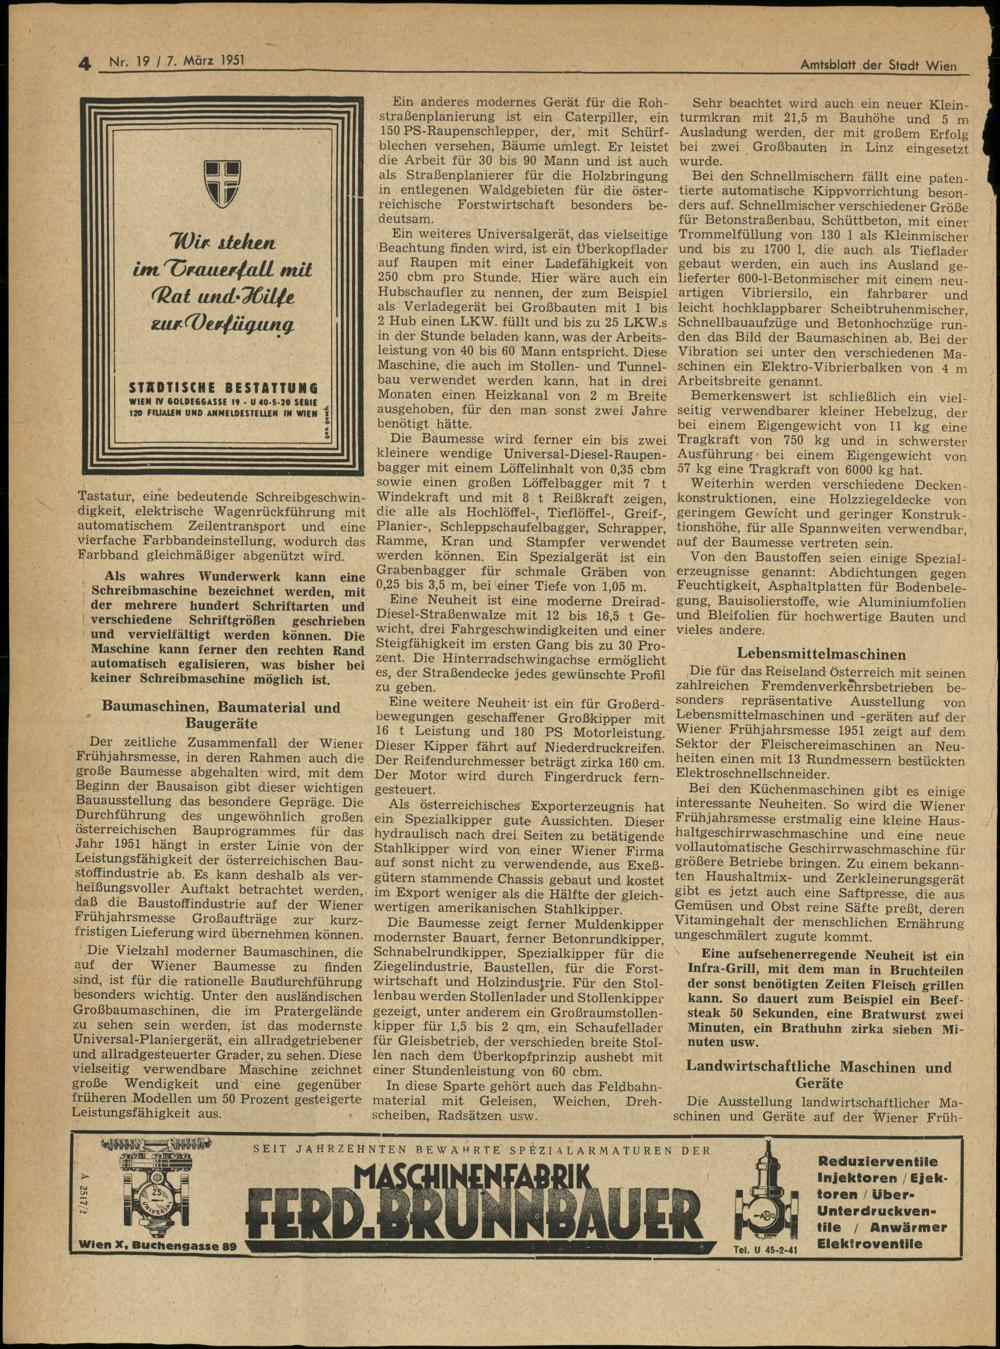 4 Nr. 19 / 7. März 1951
Amtsblatt der Stadt Wien
Wir stehen
im Trauerfall mit
Rat und Hilfe
zur Verfügung
STÄDTISCHE BESTATTUNG
WIEN IV GOLDEGGASSE 19 - U 40-5-20 SERIE
120 FILIALEN UND ANMELDESTELLEN IN WIEN
ges. gesch.
Tastatur, eine bedeutende Schreibgeschwin-
digkeit, elektrische Wagenrückführung mit
automatischem Zeilentransport und eine
vierfache Farbbandeinstellung, wodurch das
Farbband gleichmäßiger abgenützt wird.
Als wahres Wunderwerk kann eine
Schreibmaschine bezeichnet werden, mit
der mehrere hundert Schriftarten und
verschiedene Schriftgrößen geschrieben
und vervielfältigt werden können. Die
Maschine kann ferner den rechten Rand
automatisch egalisieren, was bisher bei
keiner Schreibmaschine möglich ist.
Baumaschinen, Baumaterial und
Baugeräte
Der zeitliche Zusammenfall der Wiener
Frühjahrsmesse, in deren Rahmen auch die
große Baumesse abgehalten wird, mit dem
Beginn der Bausaison gibt dieser wichtigen
Bauausstellung das besondere Gepräge. Die
Durchführung des ungewöhnlich großen
österreichischen Bauprogrammes für das
Jahr 1951 hängt in erster Linie von der
Leistungsfähigkeit der österreichischen Bau-
stoffindustrie ab. Es kann deshalb als ver-
heißungsvoller Auftakt betrachtet werden,
daß die Baustoffindustrie auf der Wiener
Frühjahrsmesse Großaufträge zur kurz-
fristigen Lieferung wird übernehmen können.
Die Vielzahl moderner Baumaschinen, die
auf der Wiener Baumesse zu finden
sind, ist für die rationelle Baudurchführung
besonders wichtig. Unter den ausländischen
Großbaumaschinen, die im Pratergelände
zu sehen sein werden, ist das modernste
Universal-Planiergerät, ein allradgetriebener
und allradgesteuerter Grader, zu sehen. Diese
vielseitig verwendbare Maschine zeichnet
große Wendigkeit und eine gegenüber
früheren Modellen um 50 Prozent gesteigerte
Leistungsfähigkeit aus.
Ein anderes modernes Gerät für die Roh-
straßenplanierung ist ein Caterpiller, ein
150 PS-Raupenschlepper, der, mit Schürf-
blechen versehen, Bäume umlegt. Er leistet
die Arbeit für 30 bis 90 Mann und ist auch
als Straßenplanierer für die Holzbringung
in entlegenen Waldgebieten für die öster-
reichische Forstwirtschaft besonders be-
deutsam.
Ein weiteres Universalgerät, das vielseitige
Beachtung finden wird, ist ein Überkopflader
auf Raupen mit einer Ladefähigkeit von
250 cbm pro Stunde. Hier wäre auch ein
Hubschaufler zu nennen, der zum Beispiel
als Verladegerät bei Großbauten mit 1 bis
2 Hub einen LKW. füllt und bis zu 25 LKW.s
in der Stunde beladen kann, was der Arbeits-
leistung von 40 bis 60 Mann entspricht. Diese
Maschine, die auch im Stollen- und Tunnel-
bau verwendet werden kann, hat in drei
Monaten einen Heizkanal von 2 m Breite
ausgehoben, für den man sonst zwei Jahre
benötigt hätte.
Die Baumesse wird ferner ein bis zwei
kleinere wendige Universal-Diesel-Raupen-
bagger mit einem Löffelinhalt von 0,35 cbm
sowie einen großen Löffelbagger mit 7 t
Windekraft und mit 8 t Reißkraft zeigen,
die alle als Hochlöffel-, Tieflöffel-, Greif-,
Planier-, Schleppschaufelbagger, Schrapper,
Ramme, Kran und Stampfer verwendet
werden können. Ein Spezialgerät ist ein
Grabenbagger für schmale Gräben von
0,25 bis 3,5 m, bei einer Tiefe von 1,05 m.
Eine Neuheit ist eine moderne Dreirad-
Diesel-Straßenwalze mit 12 bis 16,5 t Ge-
wicht, drei Fahrgeschwindigkeiten und einer
Steigfähigkeit im ersten Gang bis zu 30 Pro-
zent. Die Hinterradschwingachse ermöglicht
es, der Straßendecke jedes gewünschte Profil
zu geben.
Eine weitere Neuheit ist ein für Großerd-
bewegungen geschaffener Großkipper mit
16 t Leistung und 180 PS Motorleistung.
Dieser Kipper fährt auf Niederdruckreifen.
Der Reifendurchmesser beträgt zirka 160 cm.
Der Motor wird durch Fingerdruck fern-
gesteuert.
Als österreichisches Exporterzeugnis hat
ein Spezialkipper gute Aussichten. Dieser
hydraulisch nach drei Seiten zu betätigende
Stahlkipper wird von einer Wiener Firma
auf sonst nicht zu verwendende, aus Exeß-
gütern stammende Chassis gebaut und kostet
im Export weniger als die Hälfte der gleich-
wertigen amerikanischen Stahlkipper.
Die Baumesse zeigt ferner Muldenkipper
modernster Bauart, ferner Betonrundkipper,
Schnabelrundkipper, Spezialkipper für die
Ziegelindustrie, Baustellen, für die Forst-
wirtschaft und Holzindustrie. Für den Stol-
lenbau werden Stollenlader und Stollenkipper
gezeigt, unter anderem ein Großraumstollen-
kipper für 1,5 bis 2 qm, ein Schaufellader
für Gleisbetrieb, der verschieden breite Stol-
len nach dem Überkopfprinzip aushebt mit
einer Stundenleistung von 60 cbm.
In diese Sparte gehört auch das Feldbahn-
material mit Geleisen, Weichen, Dreh-
scheiben, Radsätzen usw.
Sehr beachtet wird auch ein neuer Klein-
turmkran mit 21,5 m Bauhöhe und 5 m
Ausladung werden, der mit großem Erfolg
bei zwei Großbauten in Linz eingesetzt
wurde.
Bei den Schnellmischern fällt eine paten-
tierte automatische Kippvorrichtung beson-
ders auf. Schnellmischer verschiedener Größe
für Betonstraßenbau, Schüttbeton, mit einer
Trommelfüllung von 130 l als Kleinmischer
und bis zu 1700 l, die auch als Tieflader
gebaut werden, ein auch ins Ausland ge-
lieferter 600-l-Betonmischer mit einem neu-
artigen Vibriersilo, ein fahrbarer und
leicht hochklappbarer Scheibtruhenmischer,
Schnellbauaufzüge und Betonhochzüge run-
den das Bild der Baumaschinen ab. Bei der
Vibration sei unter den verschiedenen Ma-
schinen ein Elektro-Vibrierbalken von 4 m
Arbeitsbreite genannt.
Bemerkenswert ist schließlich ein viel-
seitig verwendbarer kleiner Hebelzug, der
bei einem Eigengewicht von 11 kg eine
Tragkraft von 750 kg und in schwerster
Ausführung bei einem Eigengewicht von
57 kg eine Tragkraft von 6000 kg hat.
Weiterhin werden verschiedene Decken-
konstruktionen, eine Holzziegeldecke von
geringem Gewicht und geringer Konstruk-
tionshöhe, für alle Spannweiten verwendbar,
auf der Baumesse vertreten sein.
Von den Baustoffen seien einige Spezial-
erzeugnisse genannt: Abdichtungen gegen
Feuchtigkeit, Asphaltplatten für Bodenbele-
gung, Bauisolierstoffe, wie Aluminiumfolien
und Bleifolien für hochwertige Bauten und
vieles andere.
Lebensmittelmaschinen
Die für das Reiseland Österreich mit seinen
zahlreichen Fremdenverkehrsbetrieben be-
sonders repräsentative Ausstellung von
Lebensmittelmaschinen und -geräten auf der
Wiener Frühjahrsmesse 1951 zeigt auf dem
Sektor der Fleischereimaschinen an Neu-
heiten einen mit 13 Rundmessern bestückten
Elektroschnellschneider.
Bei den Küchenmaschinen gibt es einige
interessante Neuheiten. So wird die Wiener
Frühjahrsmesse erstmalig eine kleine Haus-
haltgeschirrwaschmaschine und eine neue
vollautomatische Geschirrwaschmaschine für
größere Betriebe bringen. Zu einem bekann-
ten Haushaltmix- und Zerkleinerungsgerät
gibt es jetzt auch eine Saftpresse, die aus
Gemüsen und Obst reine Säfte preßt, deren
Vitamingehalt der menschlichen Ernährung
ungeschmälert zugute kommt.
Eine aufsehenerregende Neuheit ist ein
Infra-Grill, mit dem man in Bruchteilen
der sonst benötigten Zeiten Fleisch grillen
kann. So dauert zum Beispiel ein Beef-
steak 50 Sekunden, eine Bratwurst zwei
Minuten, ein Brathuhn zirka sieben Mi-
nuten usw.
Landwirtschaftliche Maschinen und
Geräte
Die Ausstellung landwirtschaftlicher Ma-
schinen und Geräte auf der Wiener Früh-
A 2517/3
SEIT JAHRZEHNTEN BEWÄHRTE SPEZIALARMATUREN DER
MASCHINENFABRIK
FERD. BRUNNBAUER
Wien X, Buchengasse 89
25
UNIVERSAL
Tel. U 45-2-41
Reduzierventile
Injektoren / Ejek-
toren / Über-
Unterdruckven-
tile / Anwärmer
Elektroventile